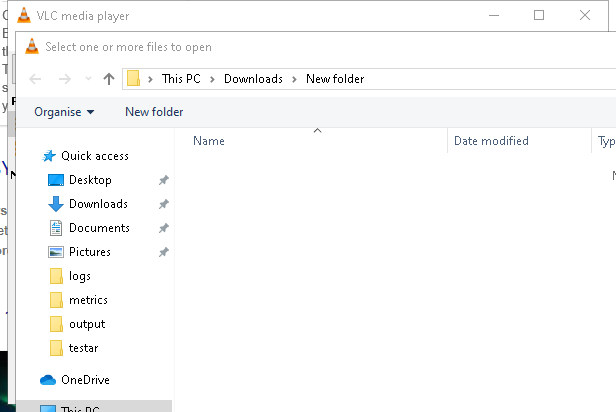 VLC media player
Select one or more files to open
This PC > Downloads > New folder
Organise New folder
Name Date modified Typ
Quick access
Desktop
Downloads
Documents
Pictures
logs
metrics
output
testar
OneDrive
This PC